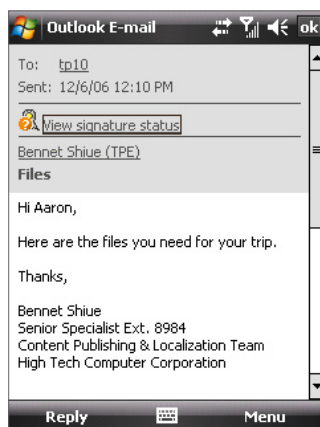 Outlook E-mail
ok
To: tp10
Sent: 12/6/06 12:10 PM
View signature status
Bennet Shiue (TPE)
Files
Hi Aaron,
Here are the files you need for your trip.
Thanks,
Bennet Shiue
Senior Specialist Ext. 8984
Content Publishing & Localization Team
High Tech Computer Corporation
Reply
Menu